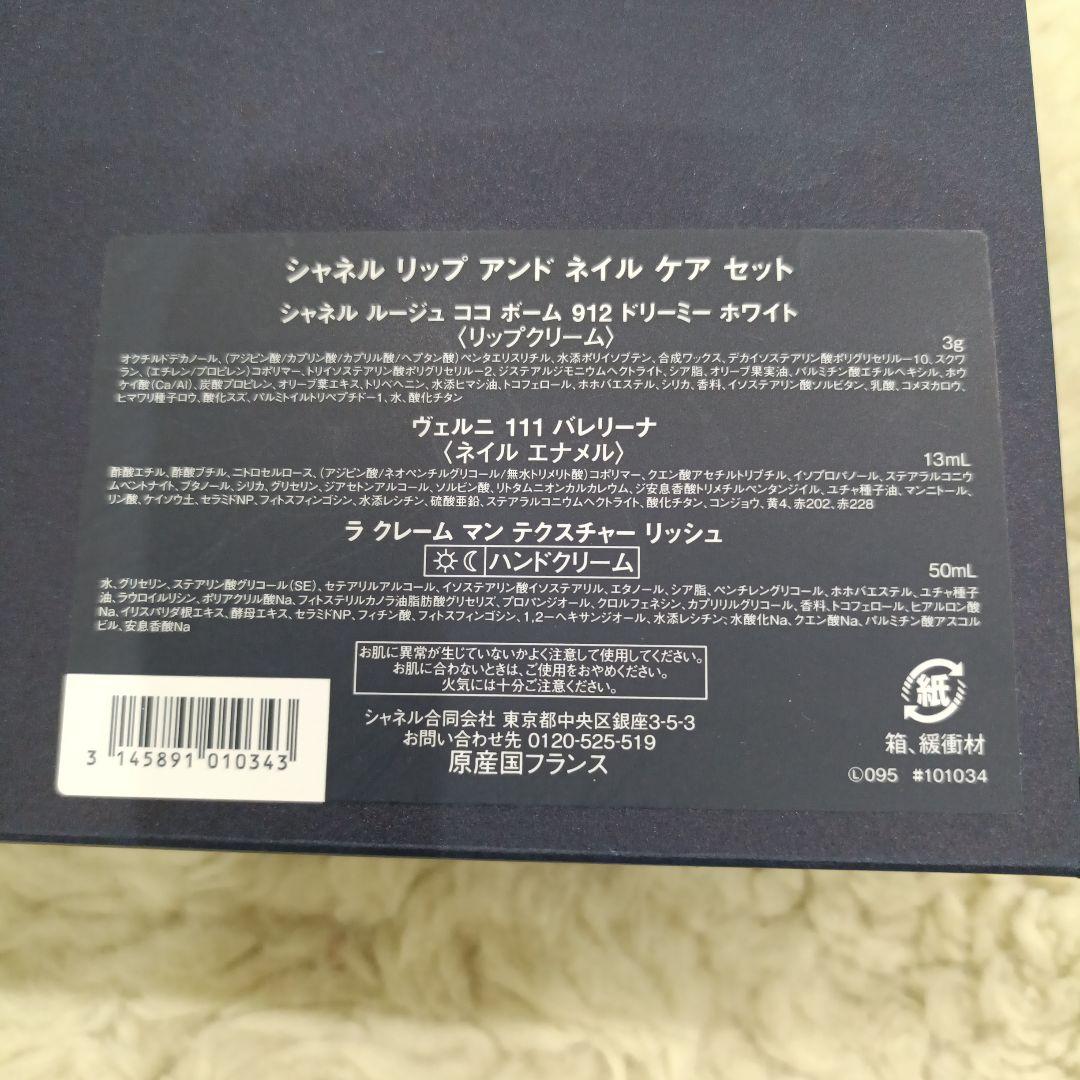 シャネル リップ アンド ネイル ケア セット
シャネル ルージュ ココ ボーム 912 ドリーミー ホワイト
〈リップクリーム〉 3g
オクチルドデカノール、(アジピン酸/カプリン酸/カプリル酸/ヘプタン酸)ペンタエリスリチル、水添ポリイソブテン、合成ワックス、デカイソステアリン酸ポリグリセリル-10、スクワ
ラン、(エチレン/プロピレン)コポリマー、トリイソステアリン酸ポリグリセリル-2、ジステアルジモニウムヘクトライト、シア脂、オリーブ果実油、パルミチン酸エチルヘキシル、ホウ
ケイ酸(Ca/Al)、炭酸プロピレン、オリーブ葉エキス、トリベヘニン、水添ヒマシ油、トコフェロール、ホホバエステル、シリカ、香料、イソステアリン酸ソルビタン、乳酸、コメヌカロウ、
ヒマワリ種子ロウ、酸化スズ、パルミトイルトリペプチド-1、水、酸化チタン
ヴェルニ 111 バレリーナ
〈ネイル エナメル〉 13mL
酢酸エチル、酢酸ブチル、ニトロセルロース、(アジピン酸/ネオペンチルグリコール/無水トリメリト酸)コポリマー、クエン酸アセチルトリブチル、イソプロパノール、ステアラルコニウ
ムベントナイト、ブタノール、シリカ、グリセリン、ジアセトンアルコール、ソルビン酸、リトタムニオンカルカレウム、ジ安息香酸トリメチルペンタンジイル、ユチャ種子油、マンニトール、
リン酸、ケイソウ土、セラミドNP、フィトスフィンゴシン、水添レシチン、硫酸亜鉛、ステアラルコニウムヘクトライト、酸化チタン、コンジョウ、黄4、赤202、赤228
ラ クレーム マン テクスチャー リッシュ
ハンドクリーム 50mL
水、グリセリン、ステアリン酸グリコール(SE)、セテアリルアルコール、イソステアリン酸イソステアリル、エタノール、シア脂、ペンチレングリコール、ホホバエステル、ユチャ種子
油、ラウロイルリシン、ポリアクリル酸Na、フィトステリルカノラ油脂肪酸グリセリズ、プロパンジオール、クロルフェネシン、カプリリルグリコール、香料、トコフェロール、ヒアルロン酸
Na、イリスパリダ根エキス、酵母エキス、セラミドNP、フィチン酸、フィトスフィンゴシン、1,2-ヘキサンジオール、水添レシチン、水酸化Na、クエン酸Na、パルミチン酸アスコル
ビル、安息香酸Na
お肌に異常が生じていないかよく注意して使用してください。
お肌に合わないときは、ご使用をおやめください。
火気には十分ご注意ください。
シャネル合同会社 東京都中央区銀座3-5-3
お問い合わせ先 0120-525-519
原産国フランス
3 145891 010343
紙
箱、緩衝材
Ⓛ095 #101034